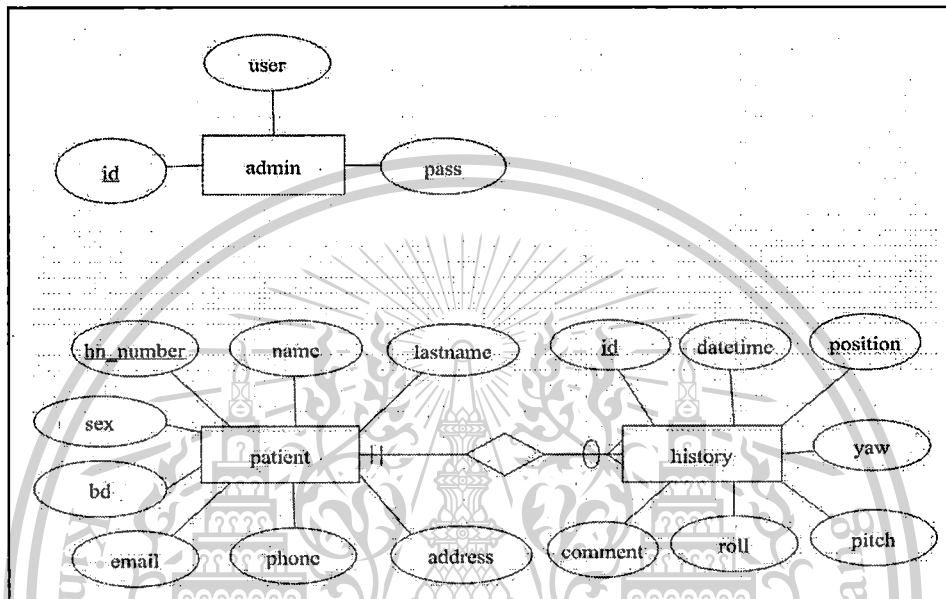 user
id
admin
pass
hn_number
name
lastname
id
datetime
position
sex
patient
history
yaw
bd
email
phone
address
comment
roll
pitch